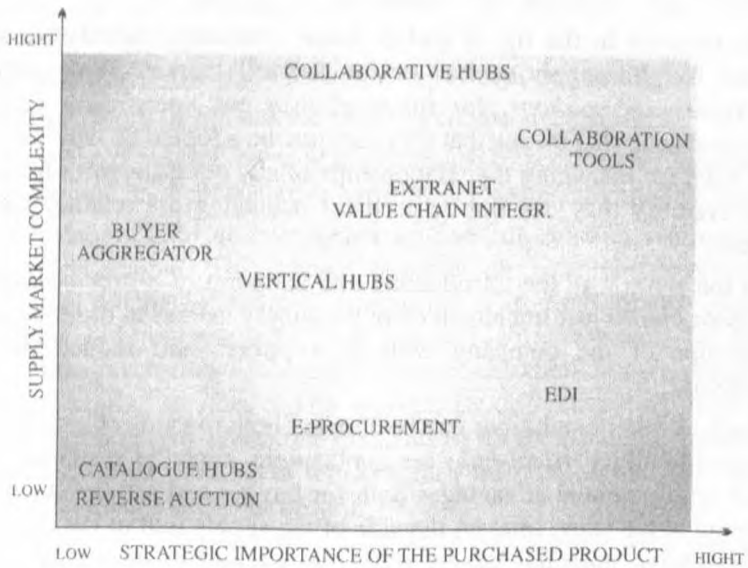 HIGHT
COLLABORATIVE HUBS
COLLABORATION
TOOLS
EXTRANET
VALUE CHAIN INTEGR.
BUYER
AGGREGATOR
VERTICAL HUBS
SUPPLY MARKET COMPLEXITY
EDI
E-PROCUREMENT
CATALOGUE HUBS
LOW
REVERSE AUCTION
LOW STRATEGIC IMPORTANCE OF THE PURCHASED PRODUCT HIGHT